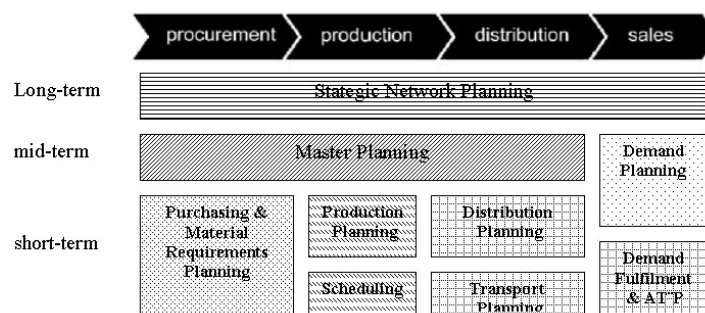 procurement
production
distribution
sales
Long-term
Stategic Network Planning
mid-term
Master Planning
Demand
Planning
short-term
Purchasing &
Material
Requirements
Planning
Production
Planning
Distribution
Planning
Scheduling
Transport
Planning
Demand
Fulfilment
& ATP